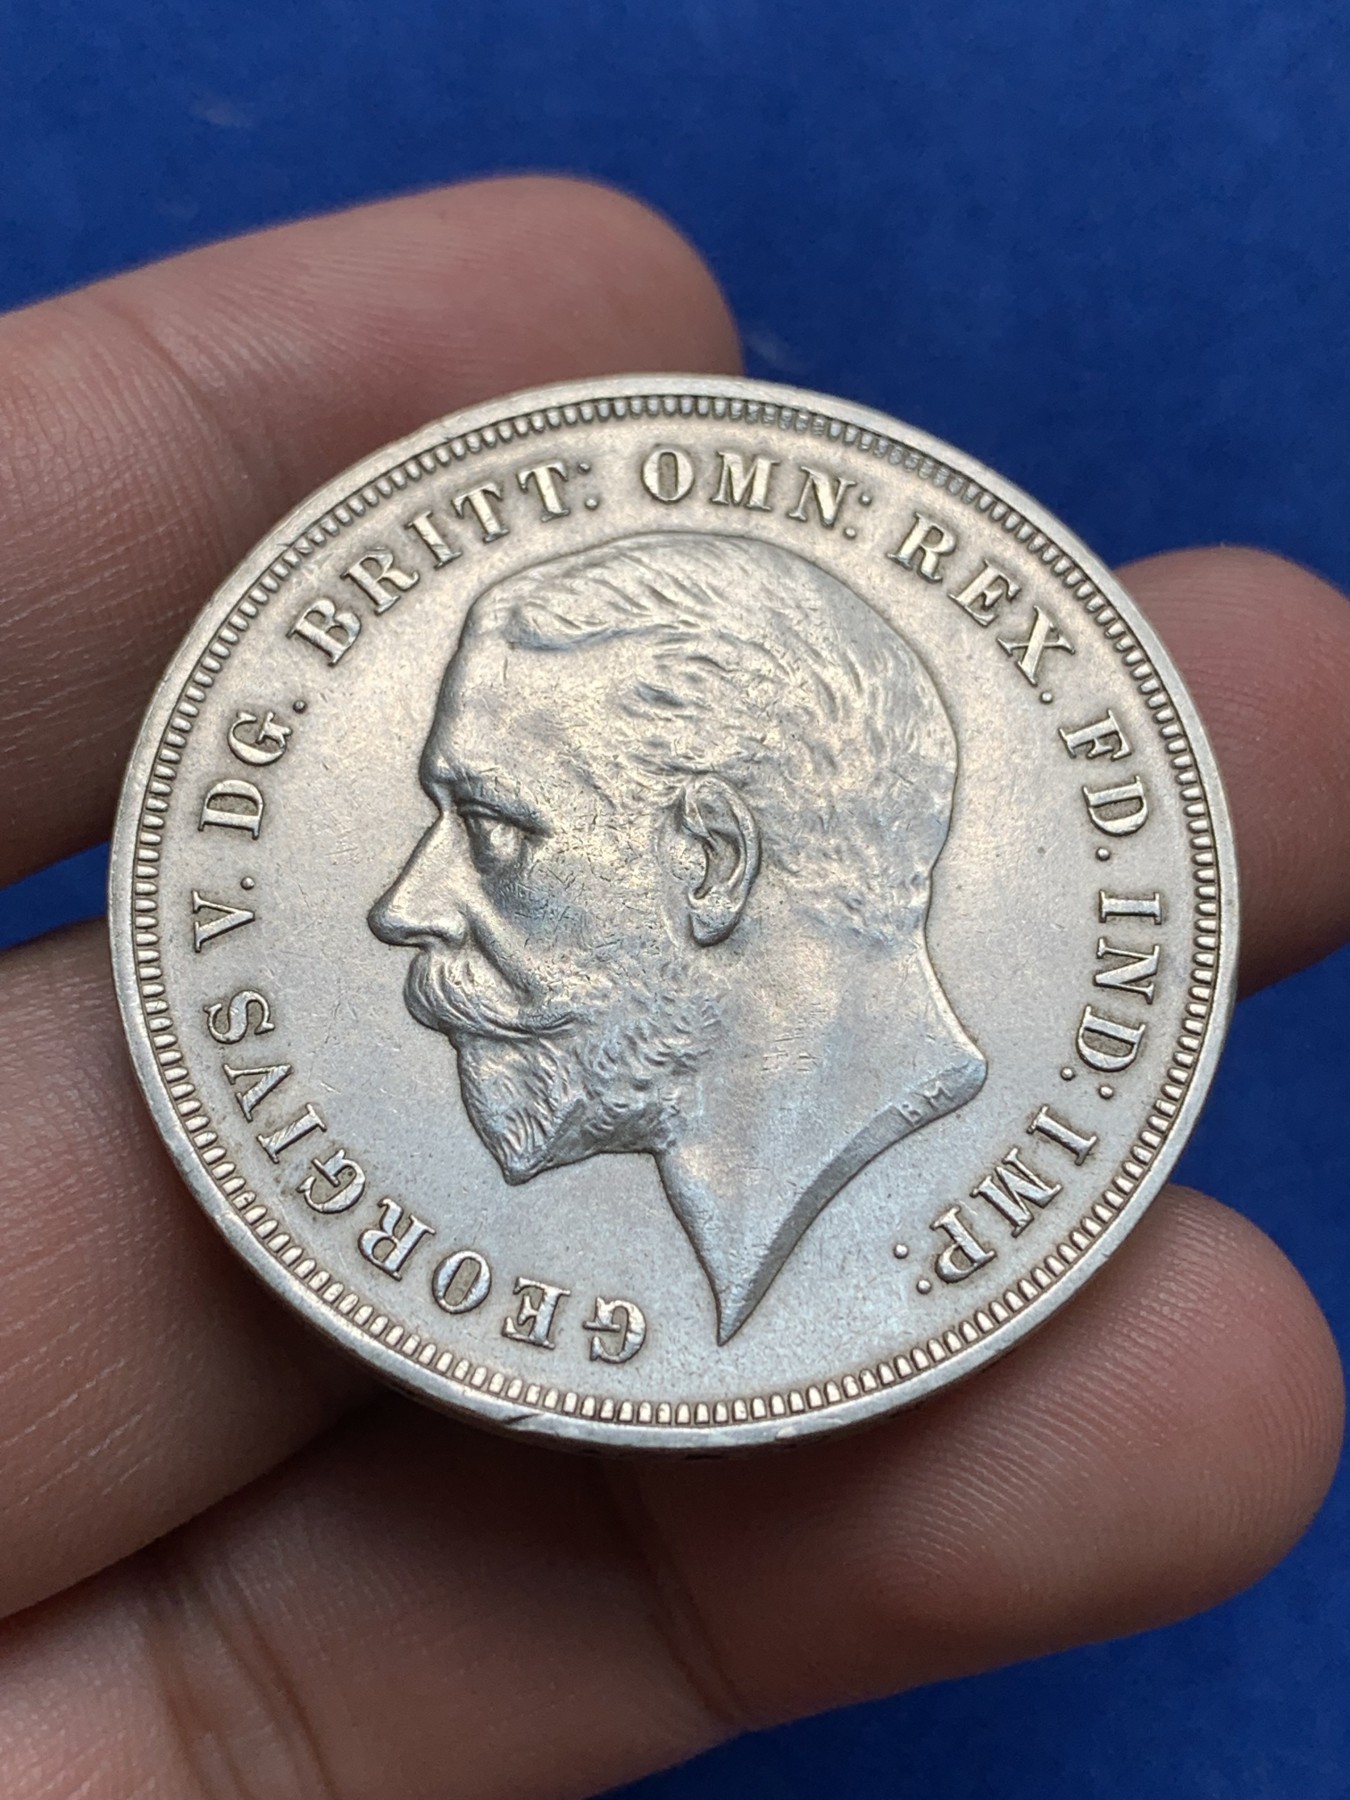 GEORGIVS V. DG. BRITT: OMN: REX. FD. IND: IMP:
BM